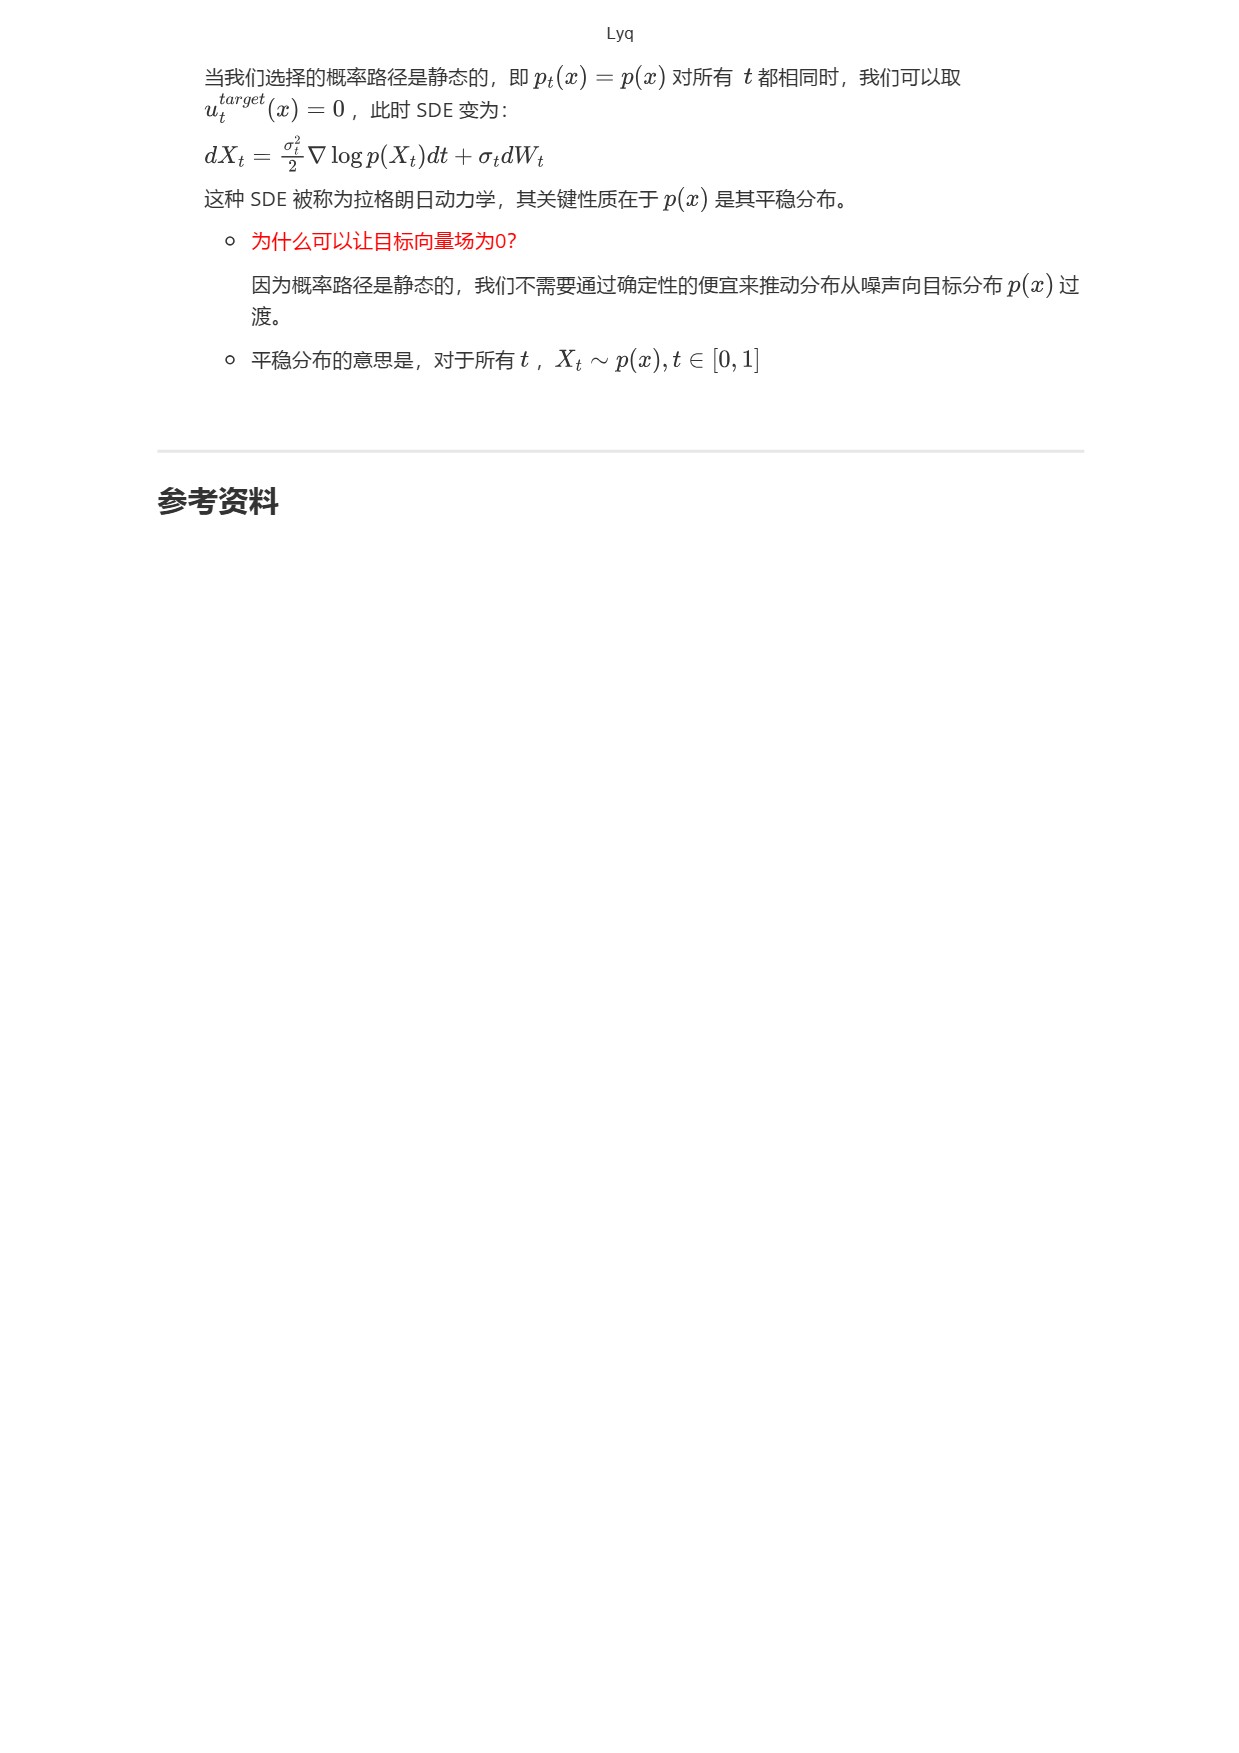 Lyq
当我们选择的概率路径是静态的，即 $p_t(x) = p(x)$ 对所有 $t$ 都相同时，我们可以取
$u_t^{target}(x) = 0$ ，此时 SDE 变为：
$dX_t = \frac{\sigma_t^2}{2} \nabla \log p(X_t)dt + \sigma_t dW_t$
这种 SDE 被称为拉格朗日动力学，其关键性质在于 $p(x)$ 是其平稳分布。
为什么可以让目标向量场为0？
因为概率路径是静态的，我们不需要通过确定性的便宜来推动分布从噪声向目标分布 $p(x)$ 过
渡。
平稳分布的意思是，对于所有 $t$ ，$X_t \sim p(x), t \in [0, 1]$
参考资料